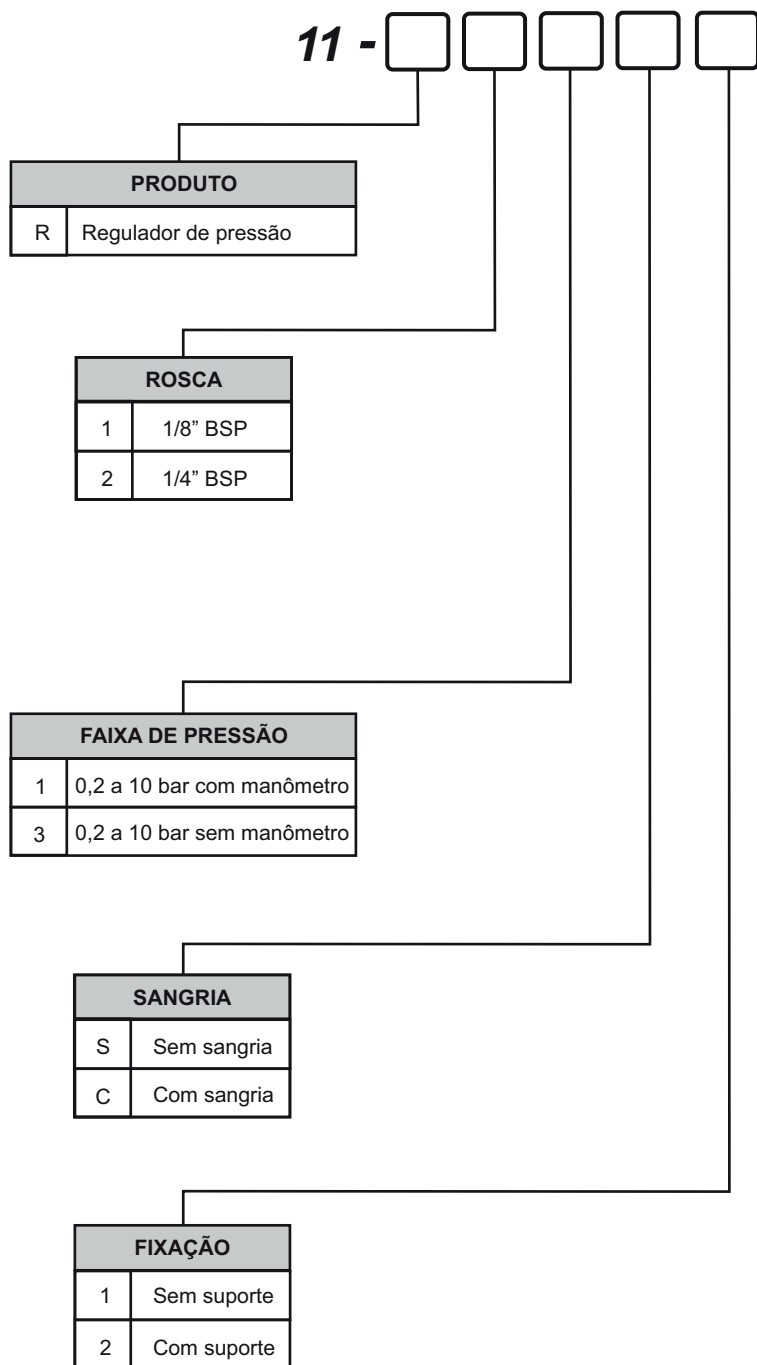 11 -
PRODUTO
R Regulador de pressão
ROSCA
1 1/8” BSP
2 1/4” BSP
FAIXA DE PRESSÃO
1 0,2 a 10 bar com manômetro
3 0,2 a 10 bar sem manômetro
SANGRIA
S Sem sangria
C Com sangria
FIXAÇÃO
1 Sem suporte
2 Com suporte